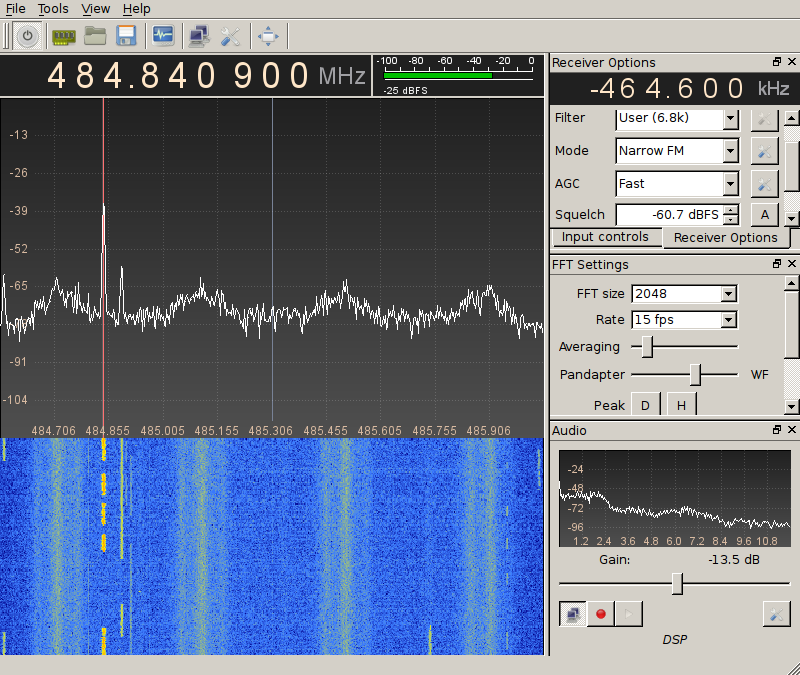 File Tools View Help
484.840 900 MHz
-100 -80 -60 -40 -20 0
-25 dBFS
-13
-26
-39
-52
-65
-91
-104
484.706 484.855 485.005 485.155 485.306 485.455 485.605 485.755 485.906
Receiver Options
-464.600 kHz
Filter User (6.8k)
Mode Narrow FM
AGC Fast
Squelch -60.7 dBFS A
Input controls Receiver Options
FFT Settings
FFT size 2048
Rate 15 fps
Averaging
Pandapter WF
Peak D H
Audio
-24
-48
-72
-96
1.2 2.4 3.6 4.8 6.0 7.2 8.4 9.6 10.8
Gain: -13.5 dB
DSP